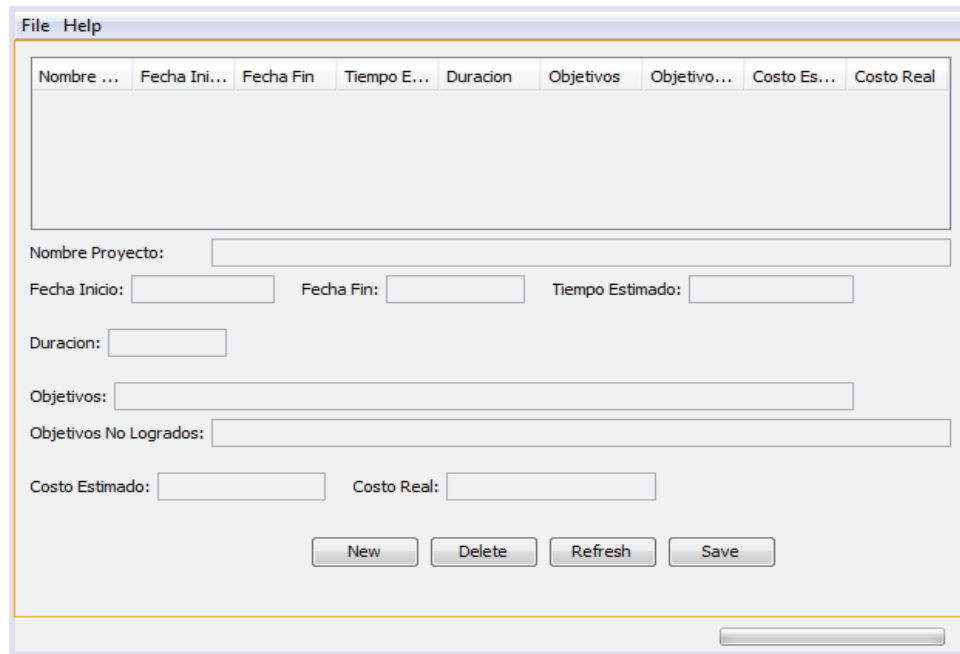 File Help
Nombre ... Fecha Ini... Fecha Fin Tiempo E... Duracion Objetivos Objetivo... Costo Es... Costo Real
Nombre Proyecto:
Fecha Inicio: Fecha Fin: Tiempo Estimado:
Duracion:
Objetivos:
Objetivos No Logrados:
Costo Estimado: Costo Real:
New Delete Refresh Save